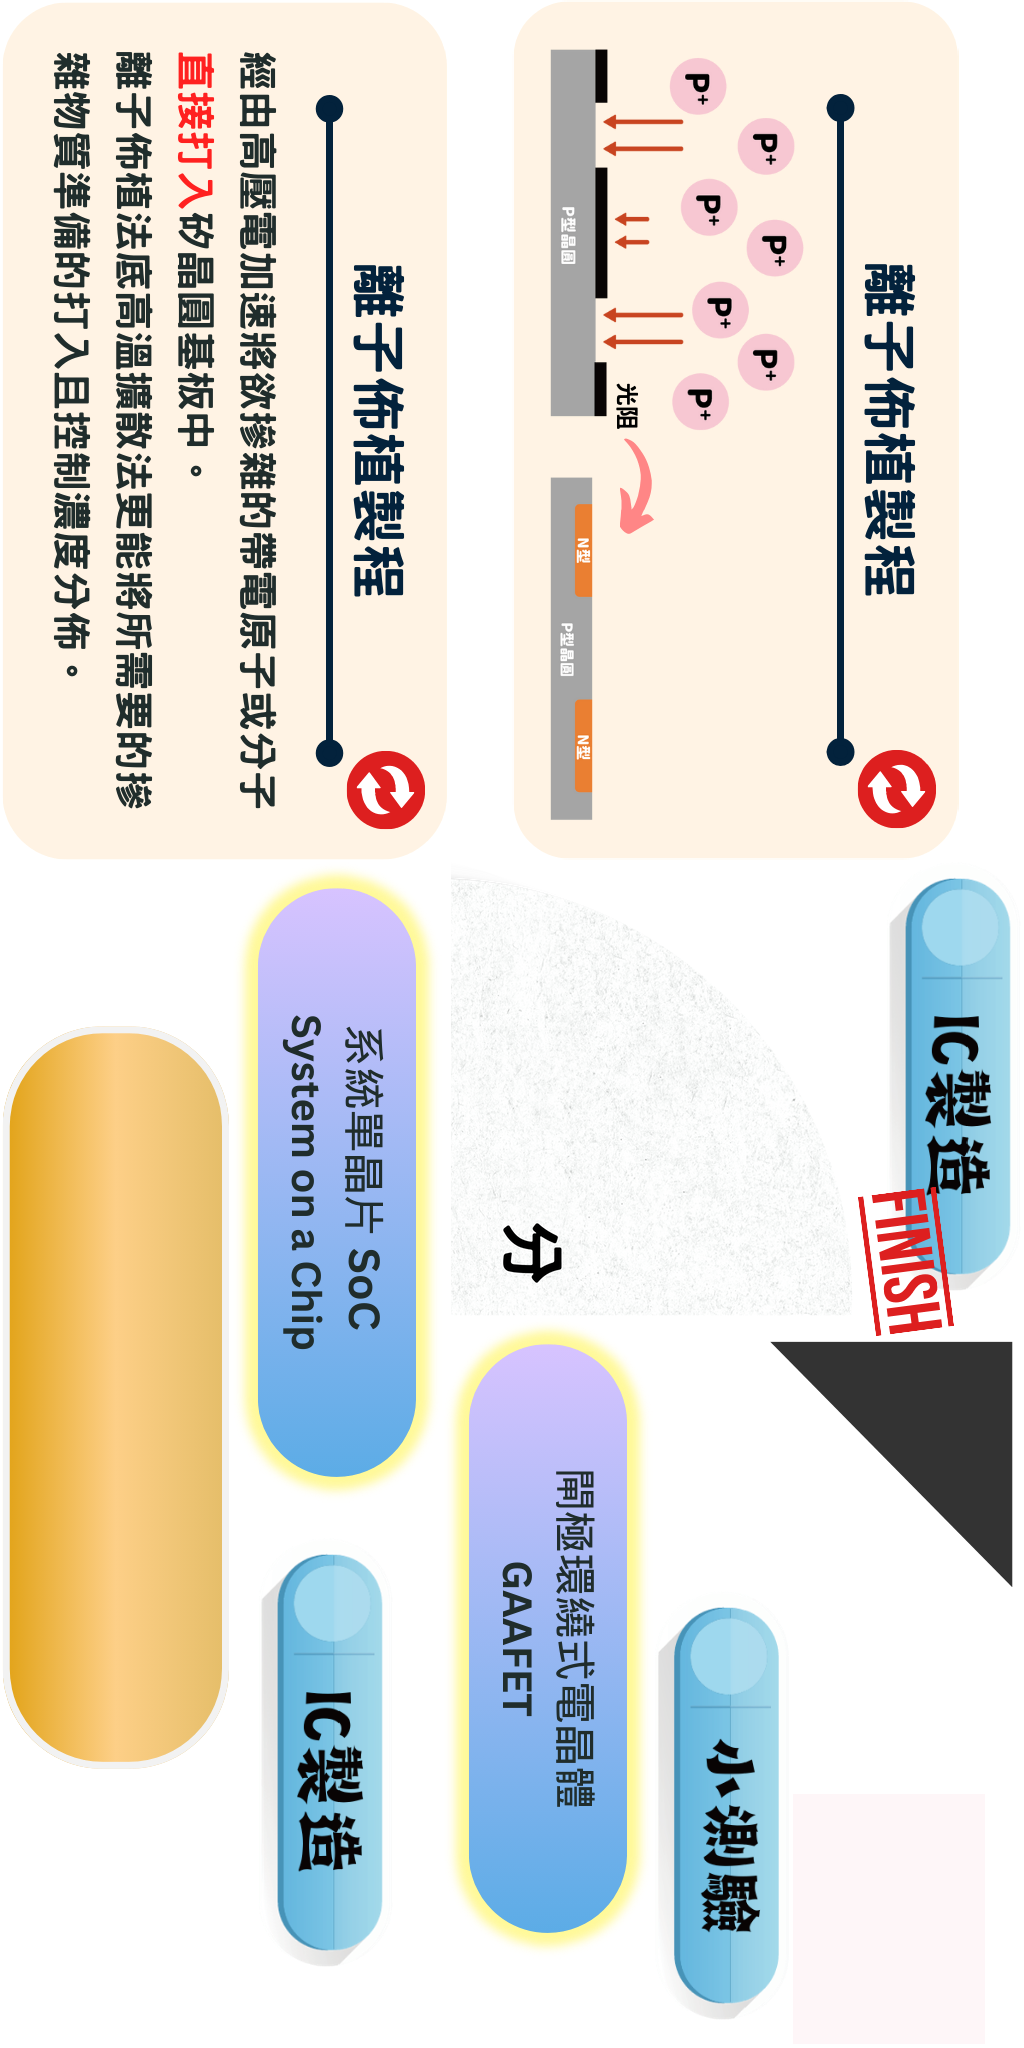 離子佈植製程
P+
P+
P+
P+
P+
P+
P+
光阻
P型晶圓
N型
P型晶圓
N型
離子佈植製程
經由高壓電加速將欲摻雜的帶電原子或分子
直接打入矽晶圓基板中。
離子佈植法底高溫擴散法更能將所需要的摻
雜物質準備的打入且控制濃度分佈。
IC製造
FINISH
分
系統單晶片 SoC
System on a Chip
閘極環繞式電晶體
GAAFET
小測驗
IC製造